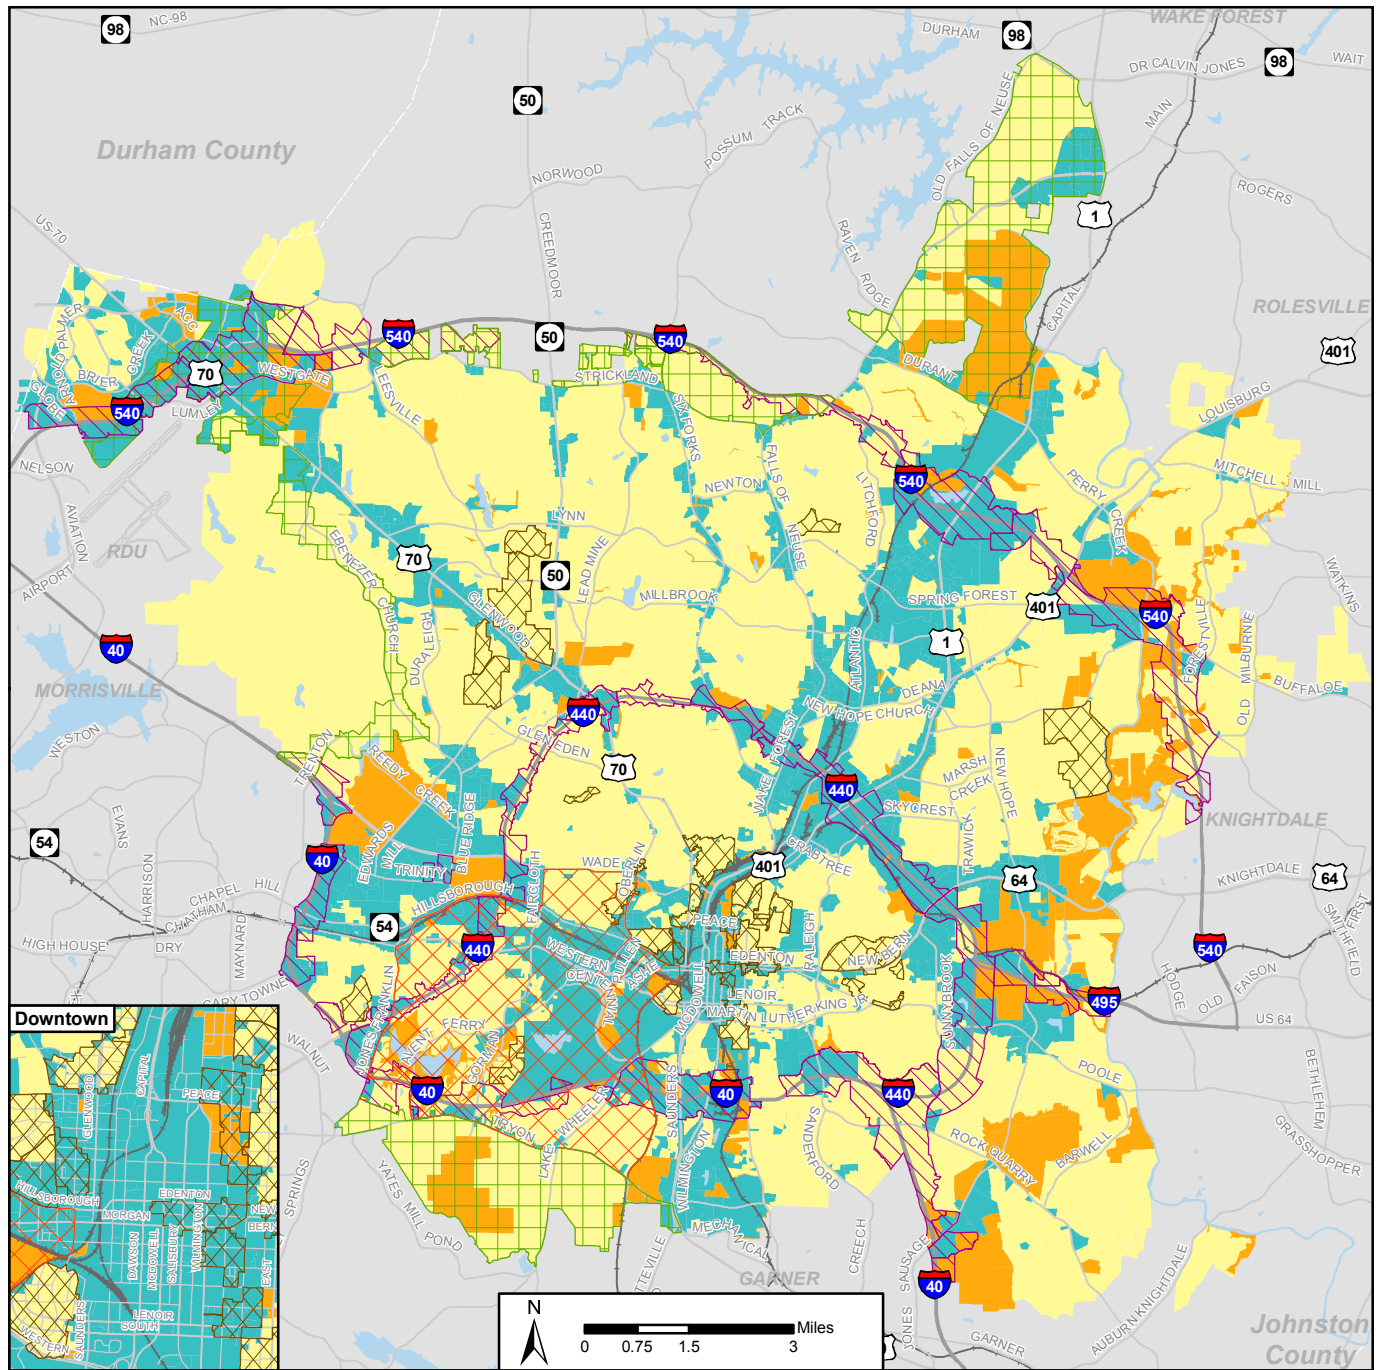 98
NC-98
DURHAM
98
WAKE FOREST
DR CALVIN JONES
98
WAIT
50
Durham County
POSSUM TRACK
OLD FALLS OF NEUSE
MAIN
NORWOOD
ROGERS
US-70
CREEDMOOR
RAVEN RIDGE
1
ROLESVILLE
ARNOLD PALMER
ACC
CREEK
540
50
540
CAPITAL
401
BRIER
70
WESTGATE
LEESVILLE
STRICKLAND
DURANT
GLOBE
540
LUMLEY
SIX FORKS
LOUISBURG
NELSON
FALLS OF
NEUSE
LITCHFORD
540
PERRY
CREEK
MITCHELL MILL
NEWTON
AVIATION
RDU
LYNN
EBENEZER CHURCH
70
50
LEAD MINE
WATKINS
AIRPORT
GLENWOOD
MILLBROOK
SPRING FOREST
401
540
40
DURALEIGH
ATLANTIC
1
FORESTVILLE
OLD MILBURNIE
MORRISVILLE
DEANA
BUFFALOE
WESTON
440
NEW HOPE CHURCH
TRENTON
REEDY
CREEK
GLEN EDEN
70
WAKE FOREST
MARSH
CREEK
NEW HOPE
440
EVANS
54
BLUE RIDGE
SKYCREST
KNIGHTDALE
40
EDWARDS
MILL
TRINITY
FAIRCLOTH
WADE
OBERLIN
401
CRABTREE
TRAWICK
64
KNIGHTDALE
64
HARRISON
CHAPEL HILL
CHATHAM
HILLSBOROUGH
SMITHFIELD
FIRST
HIGH HOUSE
DRY
MAYNARD
54
440
WESTERN
CENTENNIAL
PULLEN
ASHE
PEACE
EDENTON
RALEIGH
NEW BERN
540
CARY TOWNE
JONES FRANKLIN
MCDOWELL
LENOIR
MARTIN LUTHER KING JR
SUNNYBROOK
HODGE
OLD FAISON
495
US 64
Downtown
WALNUT
AVENT
FERRY
GORMAN
BETHLEHEM
40
SAUNDERS
40
440
POOLE
TRYON
LAKE WHEELER
SANDERFORD
ROCK QUARRY
BARWELL
GRASSHOPPER
SPRINGS
YATES MILL POND
WILMINGTON
MECHANICAL
CREECH
JONES SAUSAGE
GARNER
40
AUBURN KNIGHTDALE
GARNER
Johnston
County
GLENWOOD
CAPITAL
PEACE
HILLSBOROUGH
MORGAN
EDENTON
NEW
BERN
DAWSON
MCDOWELL
SALISBURY
WILMINGTON
EAST
LENOIR
SOUTH
SAUNDERS
WESTERN
N
Miles
0 0.75 1.5 3